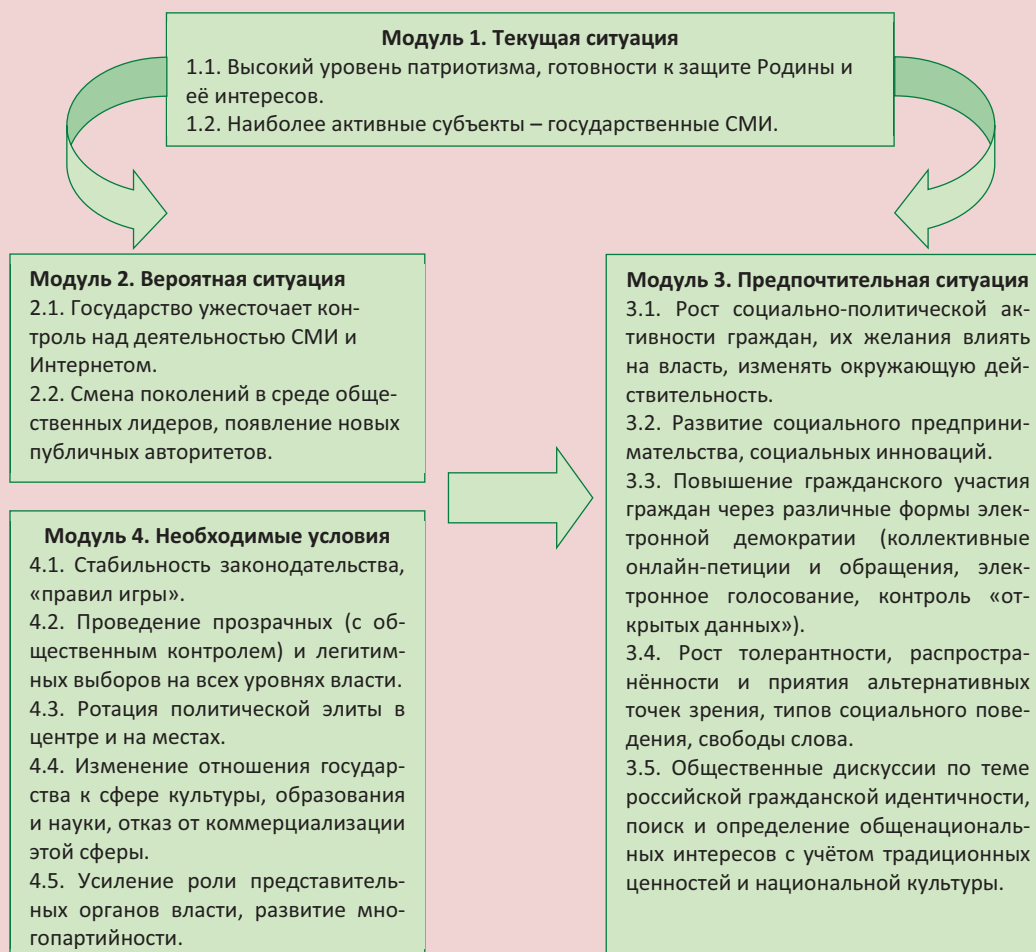 Модуль 1. Текущая ситуация
1.1. Высокий уровень патриотизма, готовности к защите Родины и
её интересов.
1.2. Наиболее активные субъекты – государственные СМИ.
Модуль 2. Вероятная ситуация
2.1. Государство ужесточает кон-
троль над деятельностью СМИ и
Интернетом.
2.2. Смена поколений в среде обще-
ственных лидеров, появление новых
публичных авторитетов.
Модуль 4. Необходимые условия
4.1. Стабильность законодательства,
«правил игры».
4.2. Проведение прозрачных (с об-
щественным контролем) и легитим-
ных выборов на всех уровнях власти.
4.3. Ротация политической элиты в
центре и на местах.
4.4. Изменение отношения государ-
ства к сфере культуры, образования
и науки, отказ от коммерциализации
этой сферы.
4.5. Усиление роли представитель-
ных органов власти, развитие мно-
гопартийности.
Модуль 3. Предпочтительная ситуация
3.1. Рост социально-политической ак-
тивности граждан, их желания влиять
на власть, изменять окружающую дей-
ствительность.
3.2. Развитие социального предприни-
мательства, социальных инноваций.
3.3. Повышение гражданского участия
граждан через различные формы элек-
тронной демократии (коллективные
онлайн-петиции и обращения, элек-
тронное голосование, контроль «от-
крытых данных»).
3.4. Рост толерантности, распростра-
нённости и приятия альтернативных
точек зрения, типов социального пове-
дения, свободы слова.
3.5. Общественные дискуссии по теме
российской гражданской идентичности,
поиск и определение общенациональ-
ных интересов с учётом традиционных
ценностей и национальной культуры.